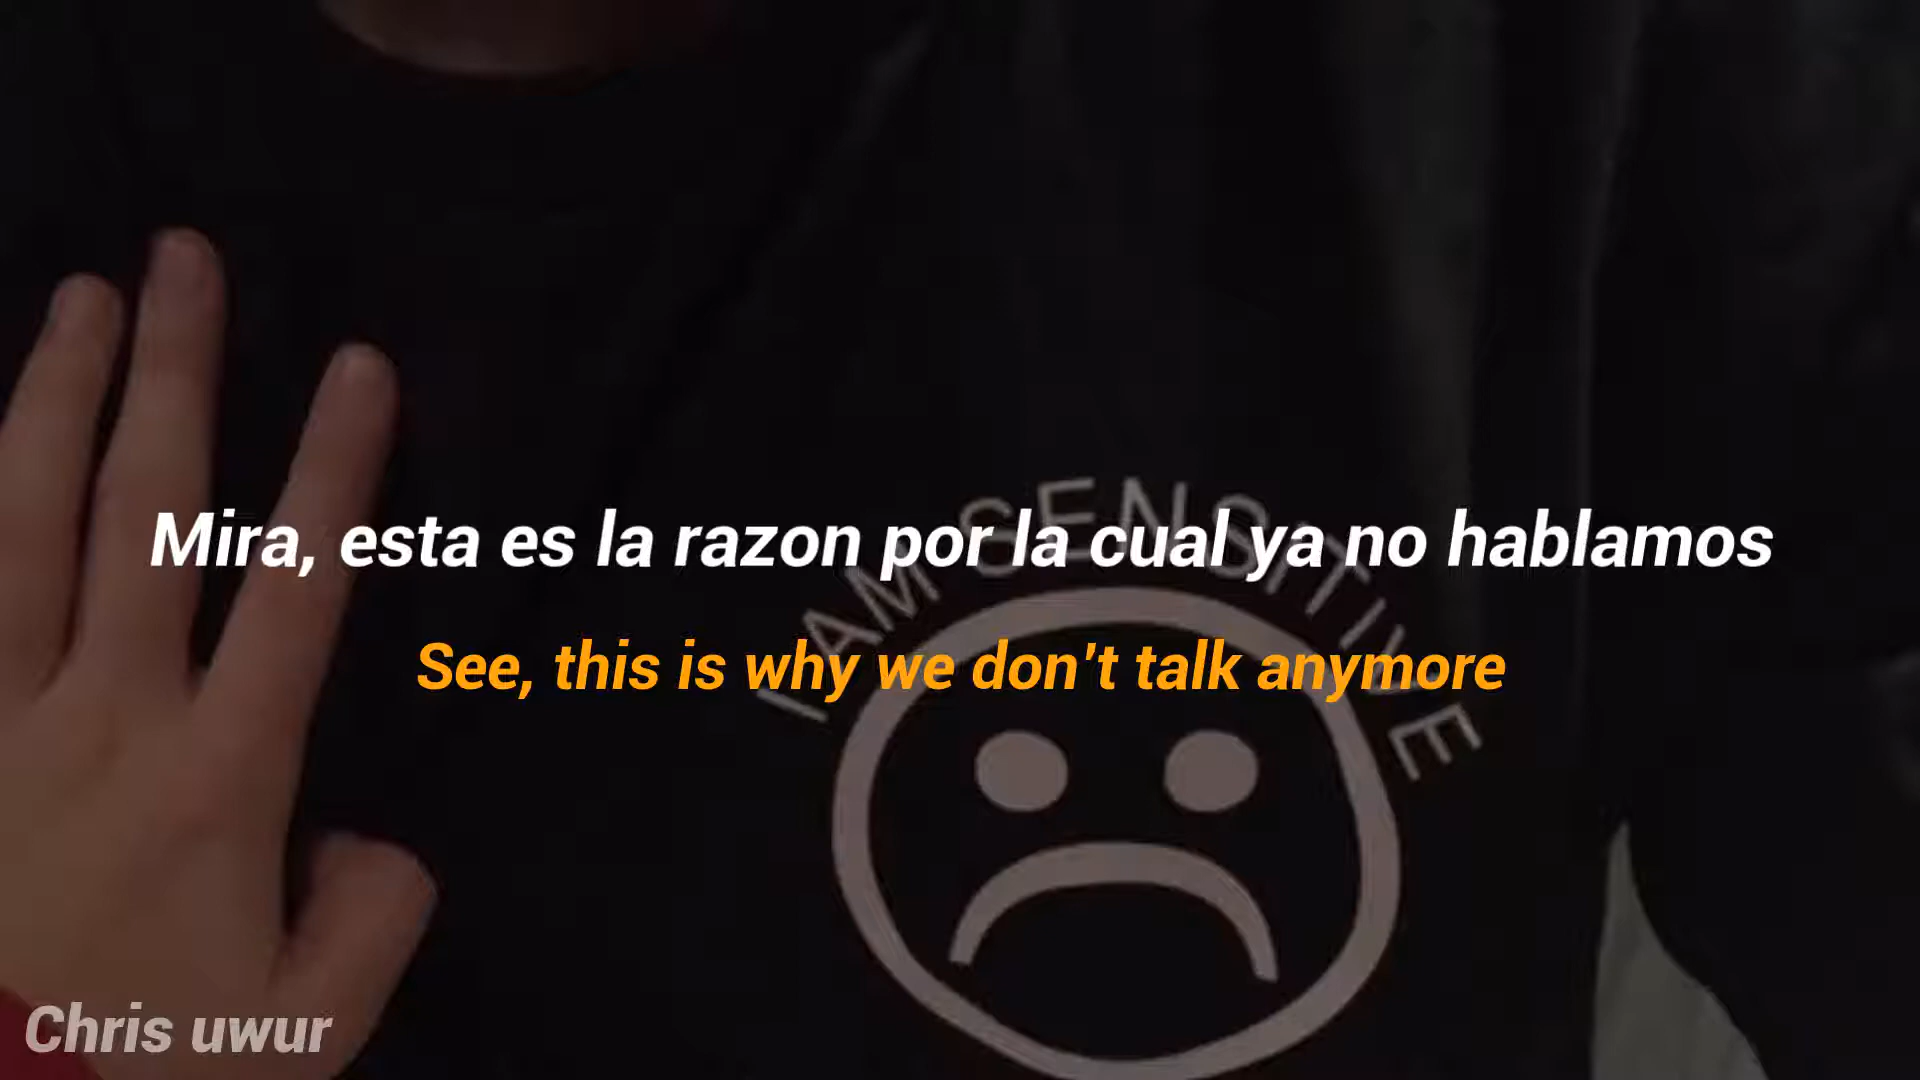 I AM SENSITIVE
Mira, esta es la razon por la cual ya no hablamos
See, this is why we don't talk anymore
Chris uwur